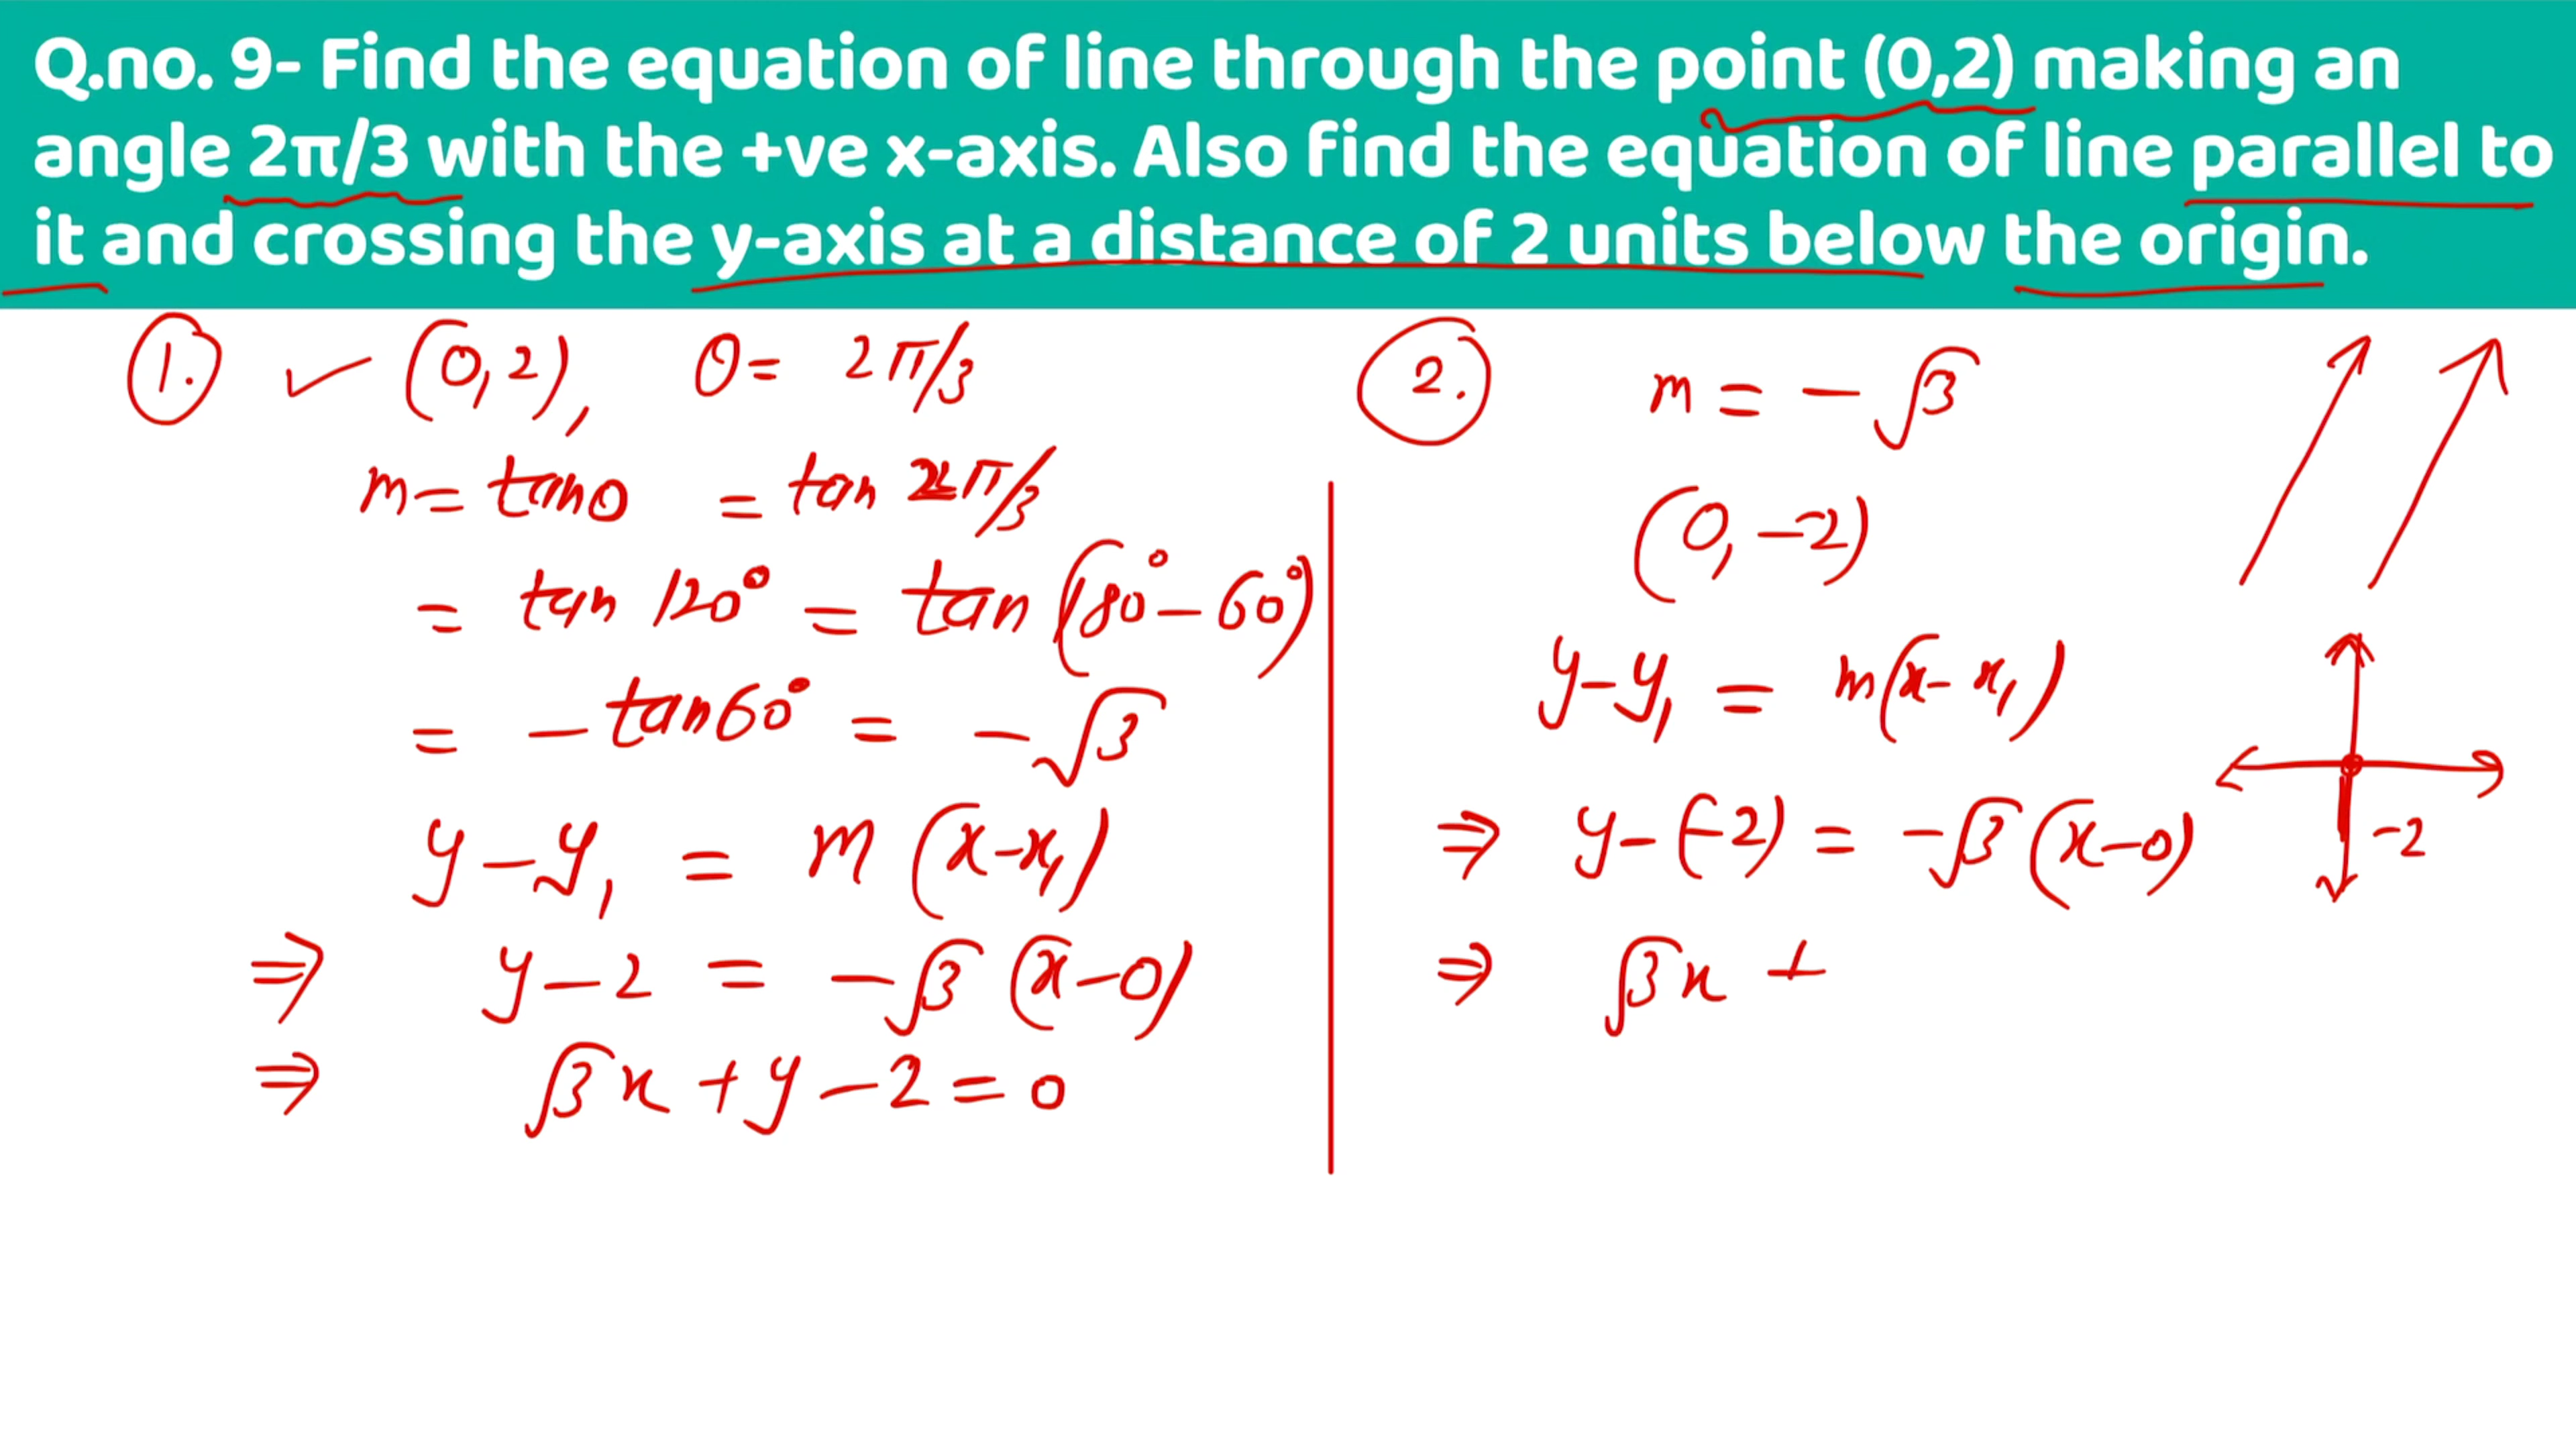 Q.no. 9- Find the equation of line through the point (0,2) making an
angle 2π/3 with the +ve x-axis. Also find the equation of line parallel to
it and crossing the y-axis at a distance of 2 units below the origin.
1. ✓ (0,2), θ = 2π/3
m = tanθ = tan 2π/3
= tan 120° = tan (180° - 60°)
= - tan60° = - √3
y - y₁ = m (x - x₁)
⇒ y - 2 = - √3 (x - 0)
⇒ √3 x + y - 2 = 0
2. m = - √3
(0, -2)
y - y₁ = m(x - x₁)
⇒ y - (-2) = - √3 (x - 0)
-2
⇒ √3 x +